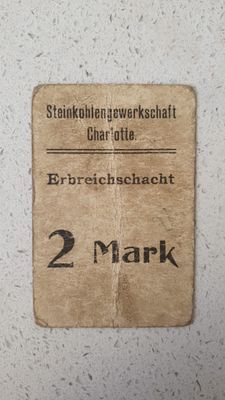 Steinkohlengewerkschaft
Charlotte.
Erbreichschacht
2 Mark